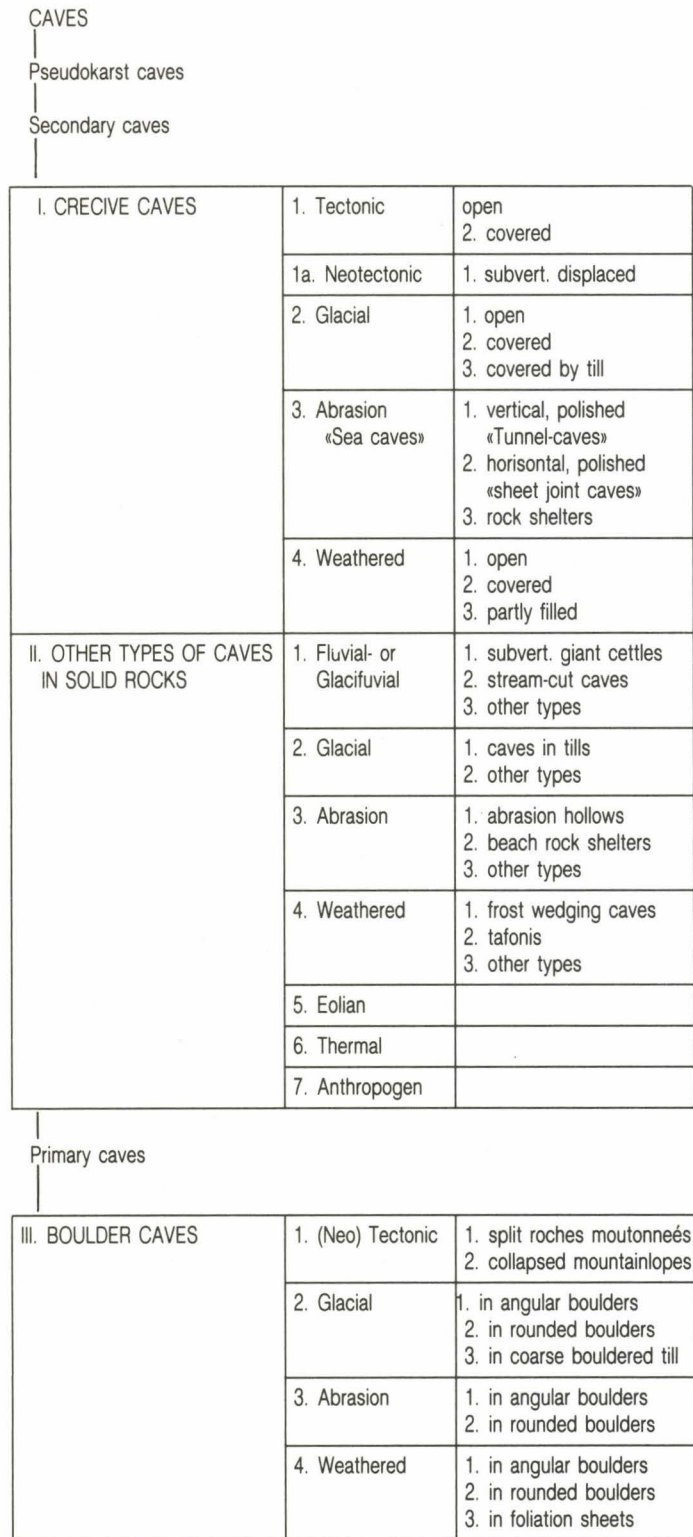 CAVES
Pseudokarst caves
Secondary caves
I. CRECIVE CAVES
1. Tectonic
open
2. covered
1a. Neotectonic
1. subvert. displaced
2. Glacial
1. open
2. covered
3. covered by till
3. Abrasion
«Sea caves»
1. vertical, polished
«Tunnel-caves»
2. horisontal, polished
«sheet joint caves»
3. rock shelters
4. Weathered
1. open
2. covered
3. partly filled
II. OTHER TYPES OF CAVES
IN SOLID ROCKS
1. Fluvial- or
Glacifuvial
1. subvert. giant cettles
2. stream-cut caves
3. other types
2. Glacial
1. caves in tills
2. other types
3. Abrasion
1. abrasion hollows
2. beach rock shelters
3. other types
4. Weathered
1. frost wedging caves
2. tafonis
3. other types
5. Eolian
6. Thermal
7. Anthropogen
Primary caves
III. BOULDER CAVES
1. (Neo) Tectonic
1. split roches moutonneés
2. collapsed mountainlopes
2. Glacial
1. in angular boulders
2. in rounded boulders
3. in coarse bouldered till
3. Abrasion
1. in angular boulders
2. in rounded boulders
4. Weathered
1. in angular boulders
2. in rounded boulders
3. in foliation sheets